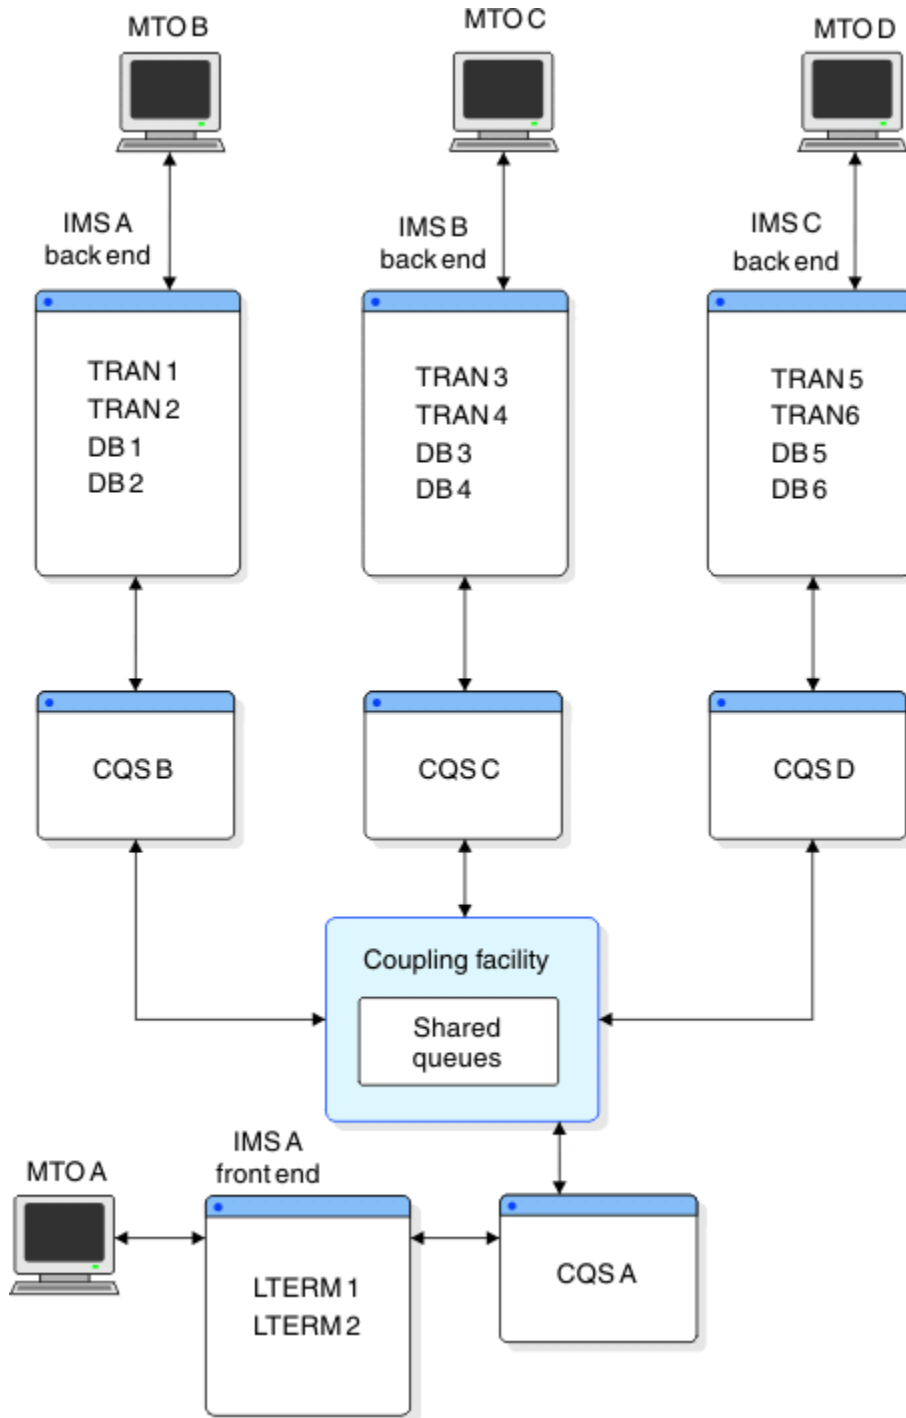 MTO B
MTO C
MTO D
IMS A
back end
IMS B
back end
IMS C
back end
TRAN 1
TRAN 2
DB 1
DB 2
TRAN 3
TRAN 4
DB 3
DB 4
TRAN 5
TRAN6
DB 5
DB 6
CQS B
CQS C
CQS D
Coupling facility
Shared
queues
MTO A
IMS A
front end
LTERM 1
LTERM 2
CQS A